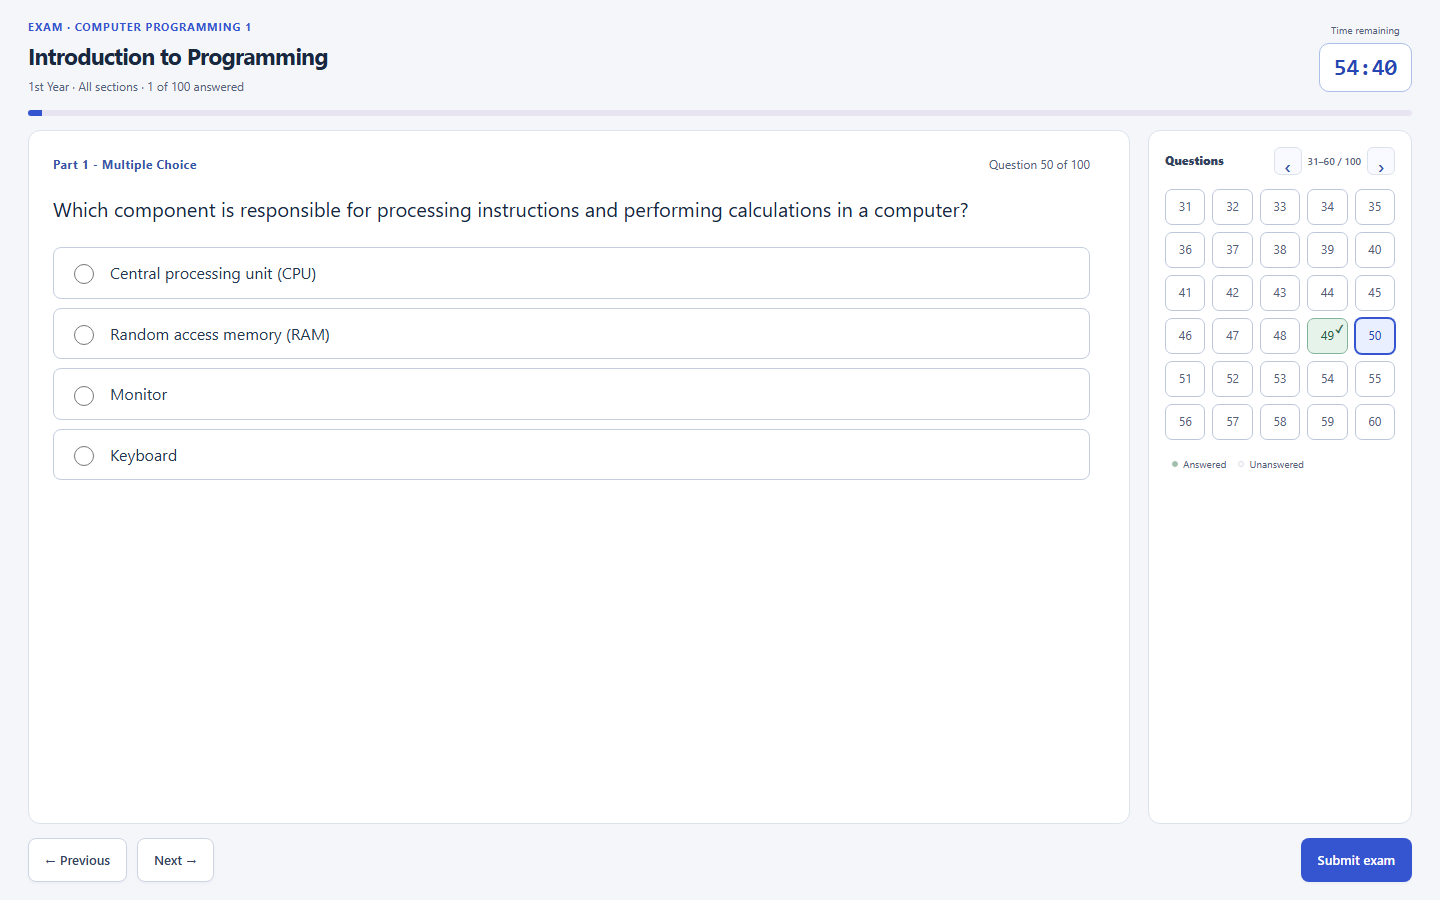 EXAM · COMPUTER PROGRAMMING 1
Introduction to Programming
1st Year · All sections · 1 of 100 answered
Time remaining
54:40
Part 1 - Multiple Choice
Question 50 of 100
Which component is responsible for processing instructions and performing calculations in a computer?
Central processing unit (CPU)
Random access memory (RAM)
Monitor
Keyboard
Questions
‹ 31–60 / 100 ›
31 32 33 34 35
36 37 38 39 40
41 42 43 44 45
46 47 48 49✓ 50
51 52 53 54 55
56 57 58 59 60
Answered Unanswered
← Previous
Next →
Submit exam